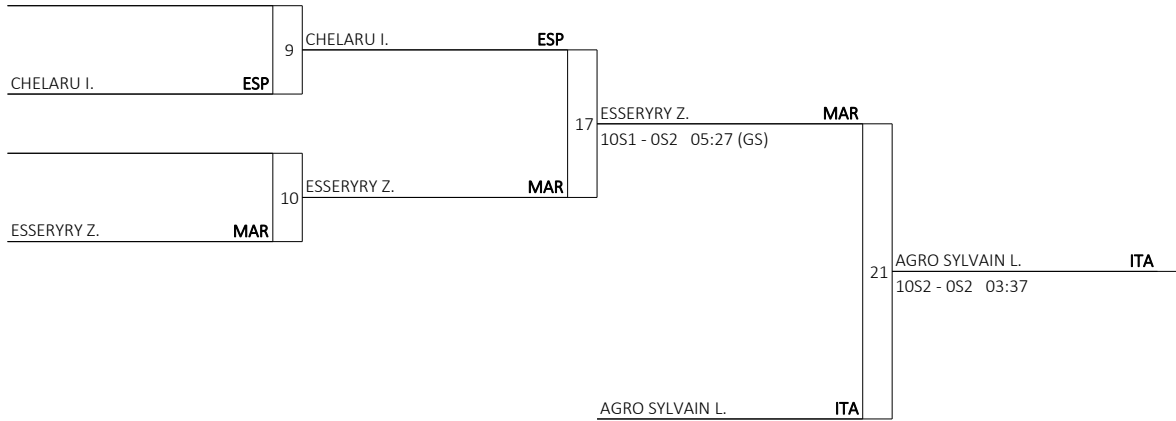 9
CHELARU I. ESP
CHELARU I. ESP
17
ESSERYRY Z. MAR
10S1 - 0S2 05:27 (GS)
10
ESSERYRY Z. MAR
ESSERYRY Z. MAR
21
AGRO SYLVAIN L. ITA
10S2 - 0S2 03:37
AGRO SYLVAIN L. ITA